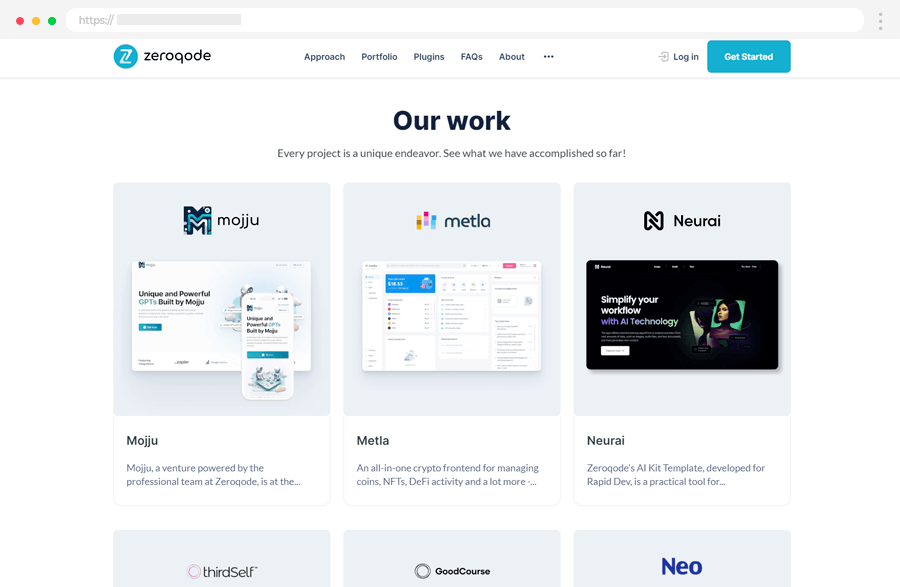 https://
zeroqode
Approach Portfolio Plugins FAQs About ••• Log in Get Started
Our work
Every project is a unique endeavor. See what we have accomplished so far!
mojju
metla
Neurai
Unique and Powerful
GPTs Built by Mojju
Unique and
Powerful GPTs
Built by Mojju
$18.55
Simplify your
workflow
with AI Technology
Mojju
Mojju, a venture powered by the
professional team at Zeroqode, is at the...
Metla
An all-in-one crypto frontend for managing
coins, NFTs, DeFi activity and a lot more -...
Neurai
Zeroqode's AI Kit Template, developed for
Rapid Dev, is a practical tool for...
thirdSelf
GoodCourse
Neo